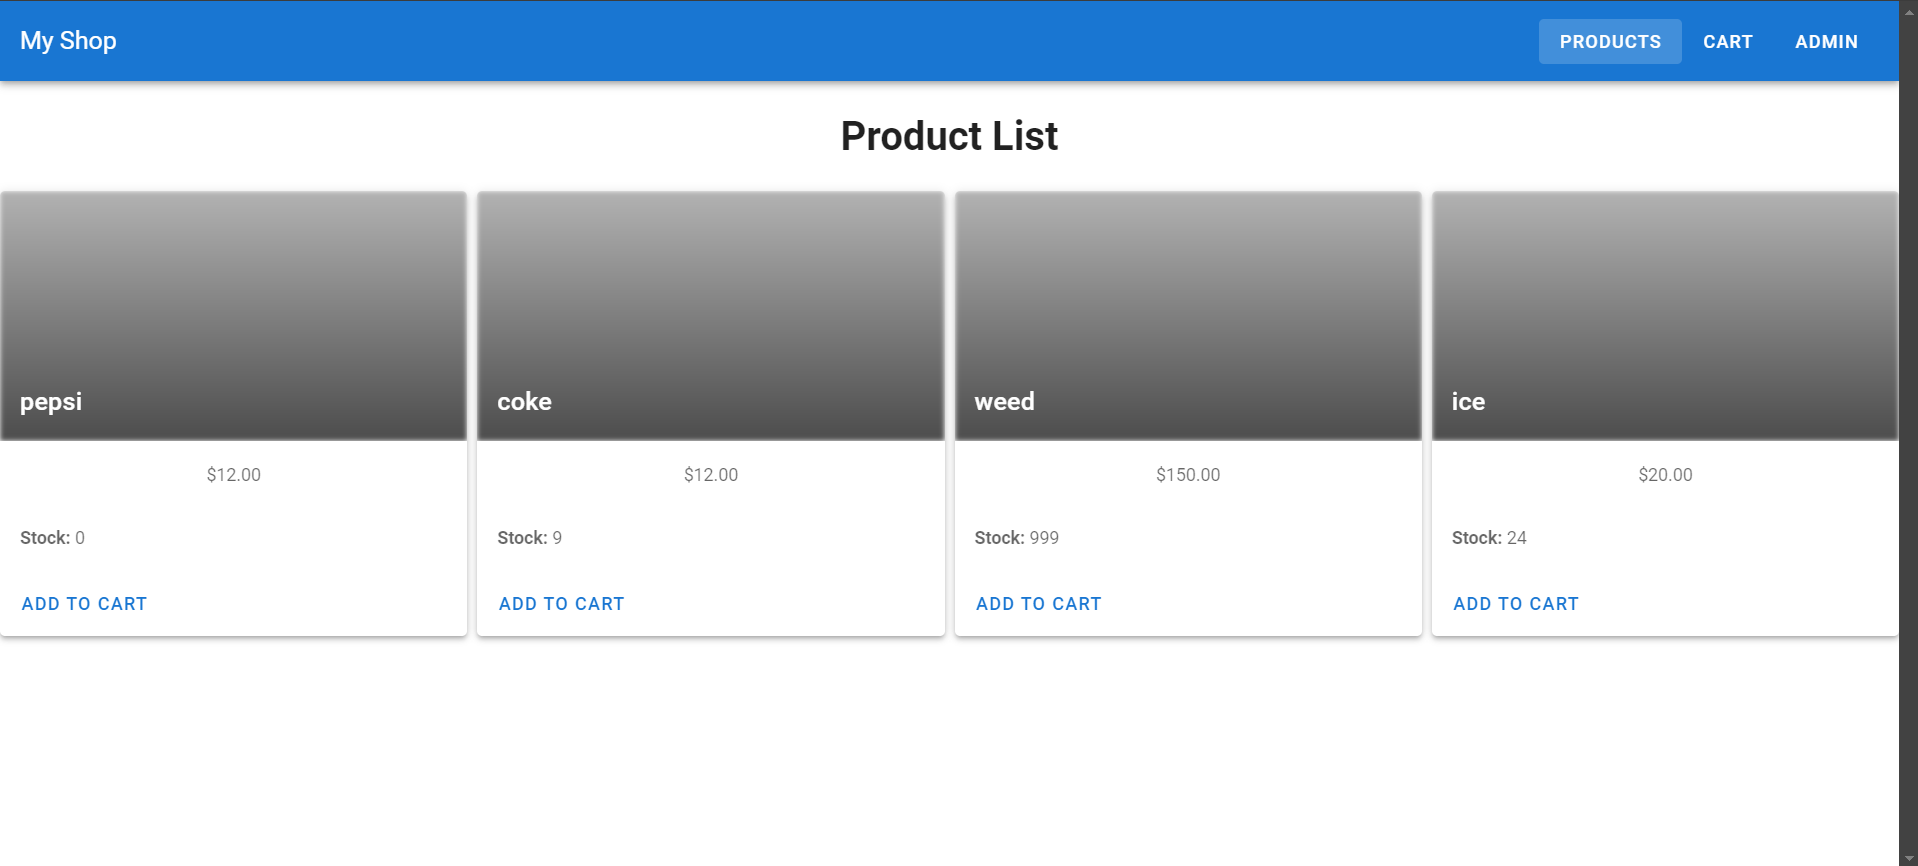 My Shop
PRODUCTS CART ADMIN
Product List
pepsi
$12.00
Stock: 0
ADD TO CART
coke
$12.00
Stock: 9
ADD TO CART
weed
$150.00
Stock: 999
ADD TO CART
ice
$20.00
Stock: 24
ADD TO CART